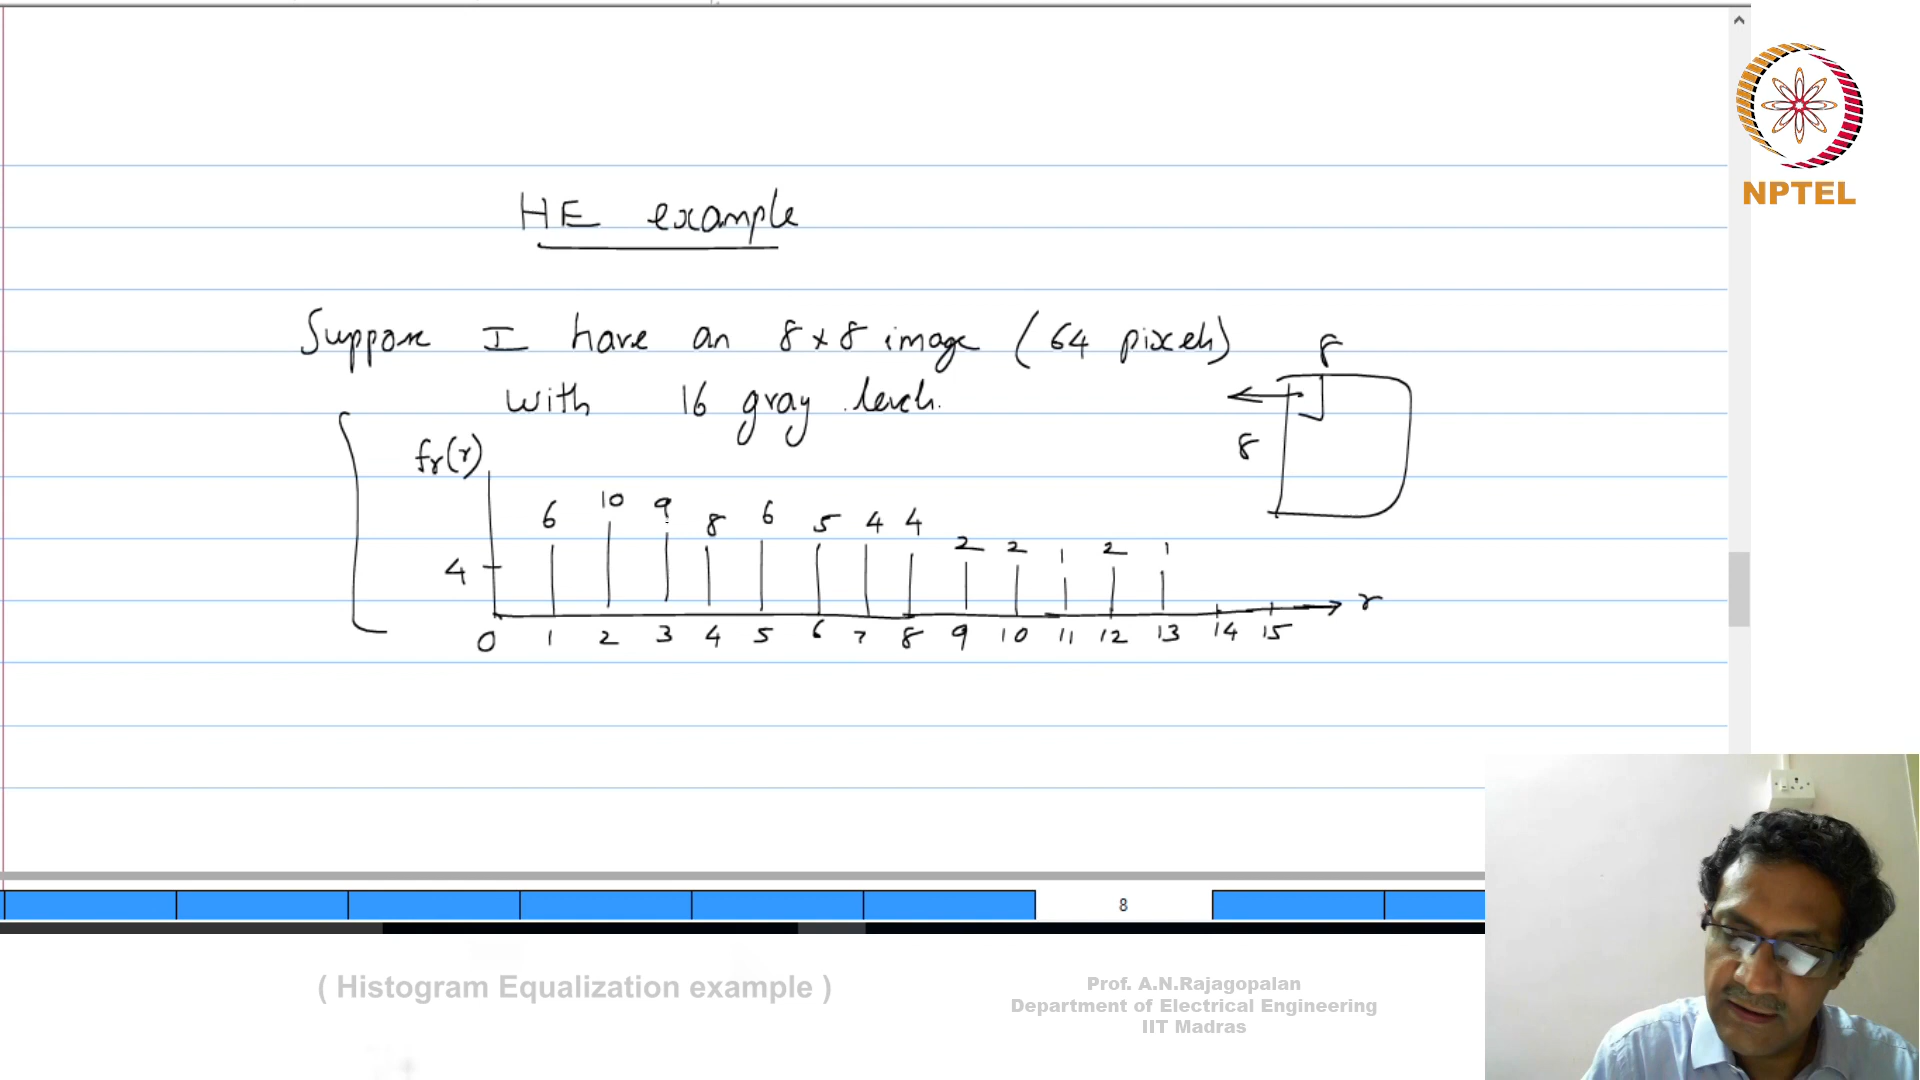 NPTEL
HE example
Suppose I have an 8 x 8 image (64 pixels)
8
with 16 gray levels.
8
fr(r)
6 10 9 8 6 5 4 4 2 2 1 2 1
4
r
0 1 2 3 4 5 6 7 8 9 10 11 12 13 14 15
8
( Histogram Equalization example )
Prof. A.N.Rajagopalan
Department of Electrical Engineering
IIT Madras